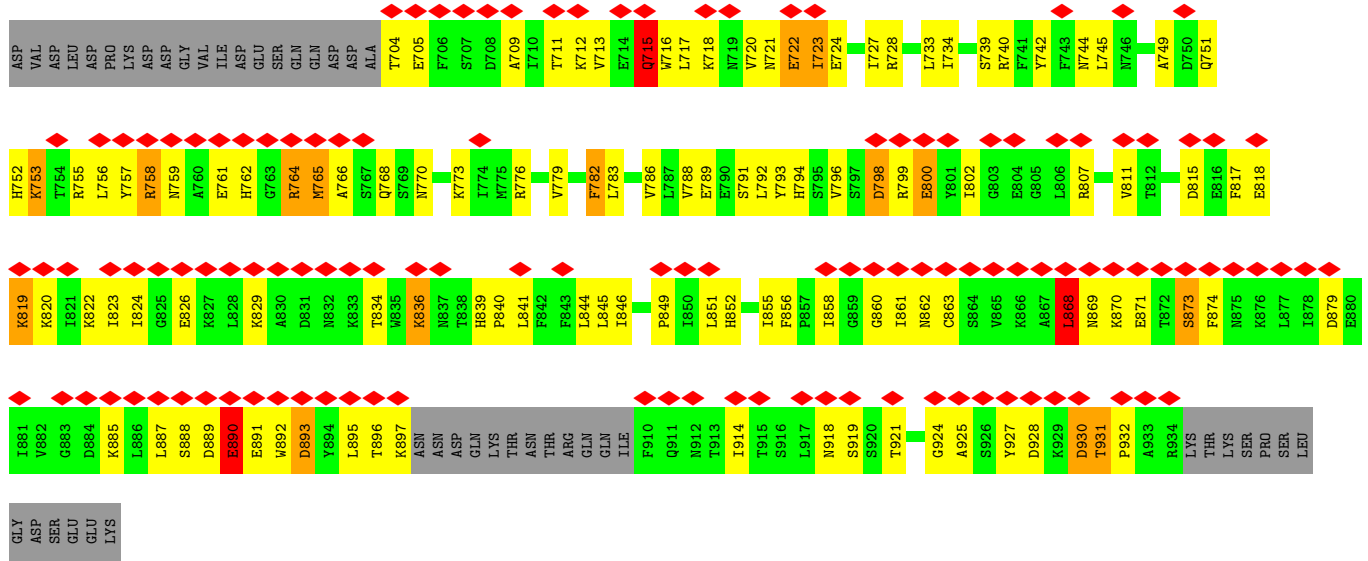 ASP VAL ASP LEU ASP PRO LYS ASP ASP GLY VAL ILE ASP GLU SER GLN GLN ASP ASP ALA T704 E705 F706 S707 D708 A709 I710 T711 K712 V713 E714 Q715 W716 L717 K718 N719 V720 N721 E722 I723 E724 I727 R728 L733 I734 S739 R740 F741 Y742 F743 N744 L745 N746 A749 D750 Q751
H752 K753 T754 R755 L756 Y757 R758 N759 A760 E761 H762 G763 R764 M765 A766 S767 Q768 S769 N770 K773 I774 M775 R776 V779 F782 L783 V786 L787 V788 E789 E790 S791 L792 Y793 H794 S795 V796 S797 D798 R799 E800 Y801 I802 G803 E804 G805 L806 R807 V811 T812 D815 E816 F817 E818
K819 K820 I821 K822 I823 I824 G825 E826 K827 L828 K829 A830 D831 N832 K833 T834 W835 K836 N837 T838 H839 P840 L841 F842 F843 L844 L845 I846 P849 I850 L851 H852 I855 F856 P857 I858 G859 G860 I861 N862 C863 S864 V865 K866 A867 L868 N869 K870 E871 T872 S873 F874 N875 K876 L877 I878 D879 E880
I881 V882 G883 D884 K885 L886 L887 S888 D889 E890 E891 W892 D893 Y894 L895 T896 K897 ASN ASN ASP GLN LYS THR ASN THR ARG GLN GLN ILE F910 Q911 N912 T913 I914 T915 S916 L917 N918 S919 S920 T921 G924 A925 S926 Y927 D928 K929 D930 T931 P932 A933 R934 LYS THR LYS SER PRO SER LEU
GLY ASP SER GLU GLU LYS